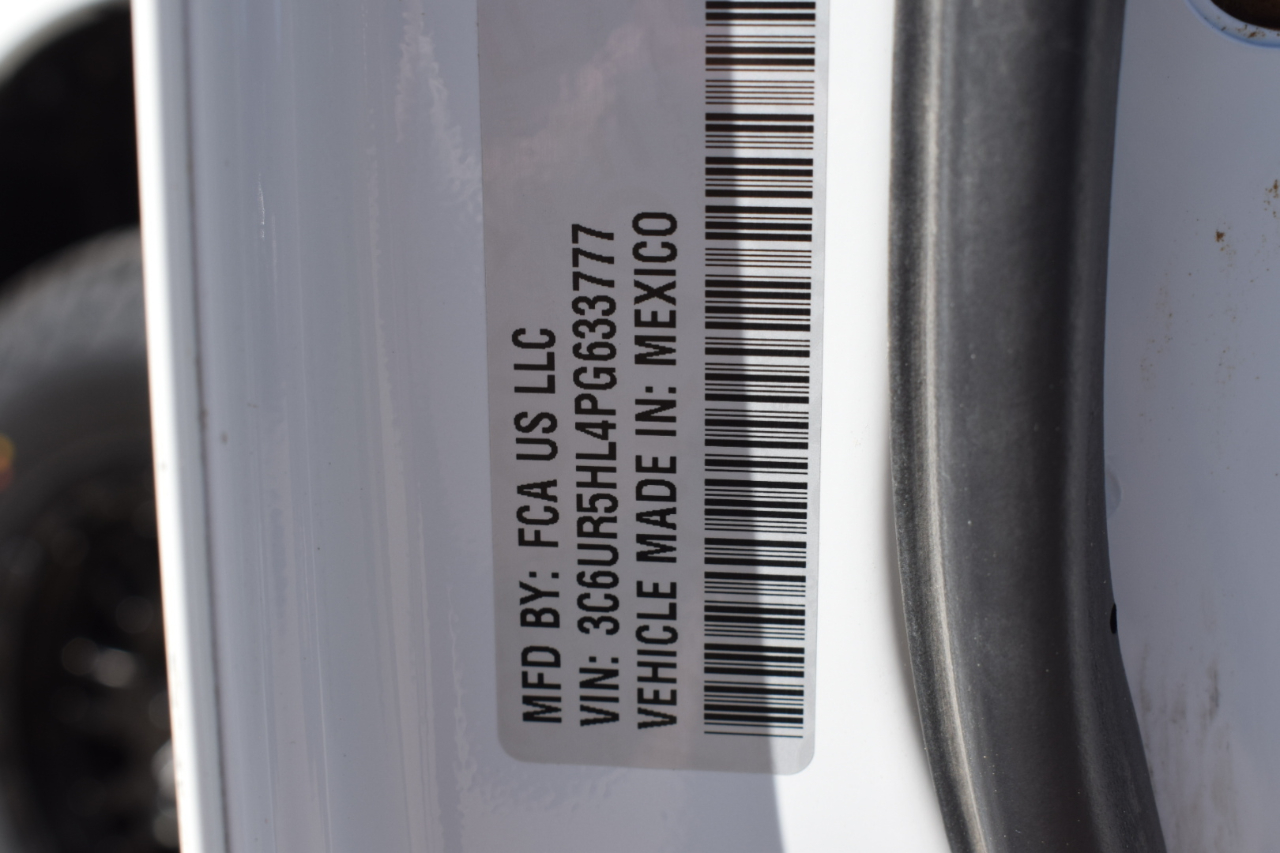 MFD BY: FCA US LLC
VIN: 3C6UR5HL4PG633777
VEHICLE MADE IN: MEXICO